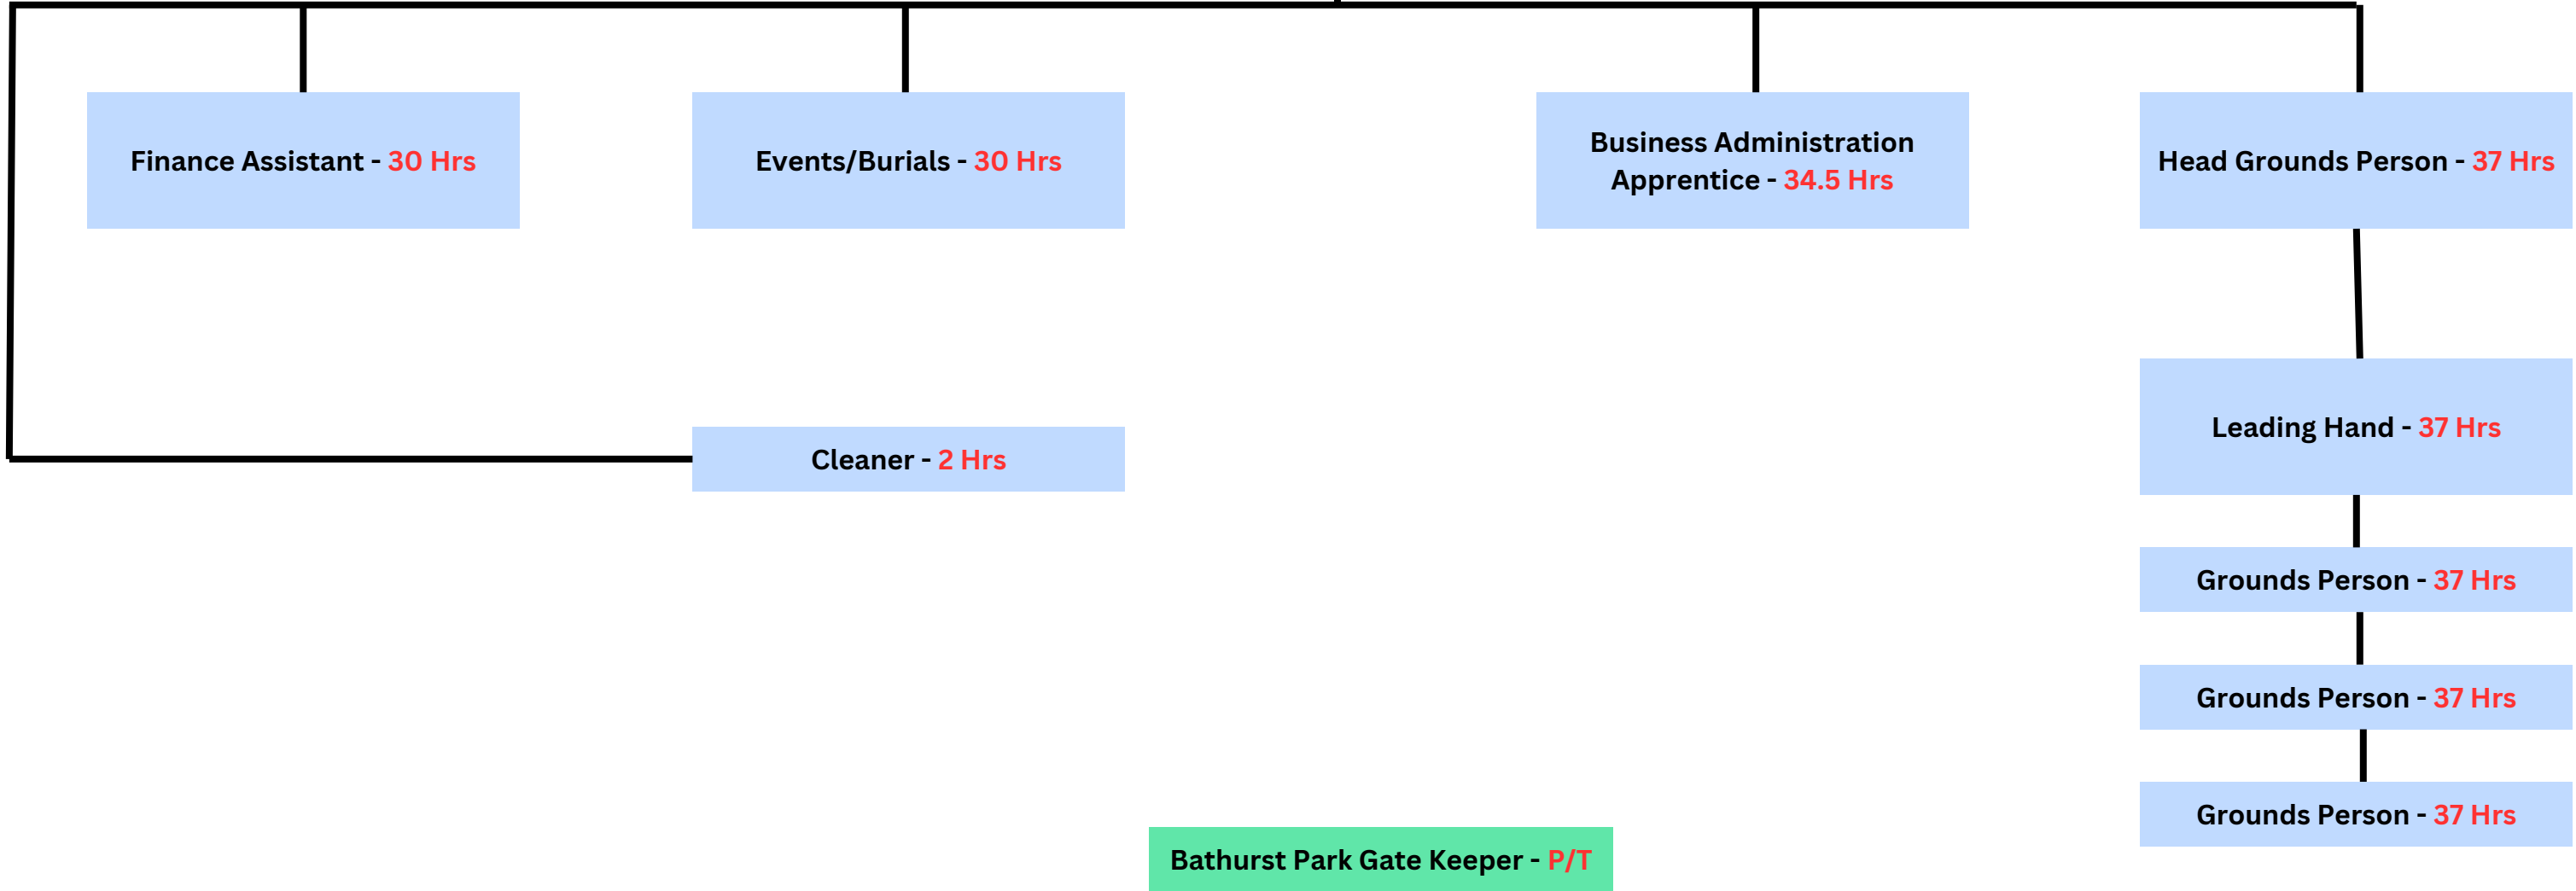 Finance Assistant - 30 Hrs
Events/Burials - 30 Hrs
Business Administration
Apprentice - 34.5 Hrs
Head Grounds Person - 37 Hrs
Leading Hand - 37 Hrs
Cleaner - 2 Hrs
Grounds Person - 37 Hrs
Grounds Person - 37 Hrs
Grounds Person - 37 Hrs
Bathurst Park Gate Keeper - P/T